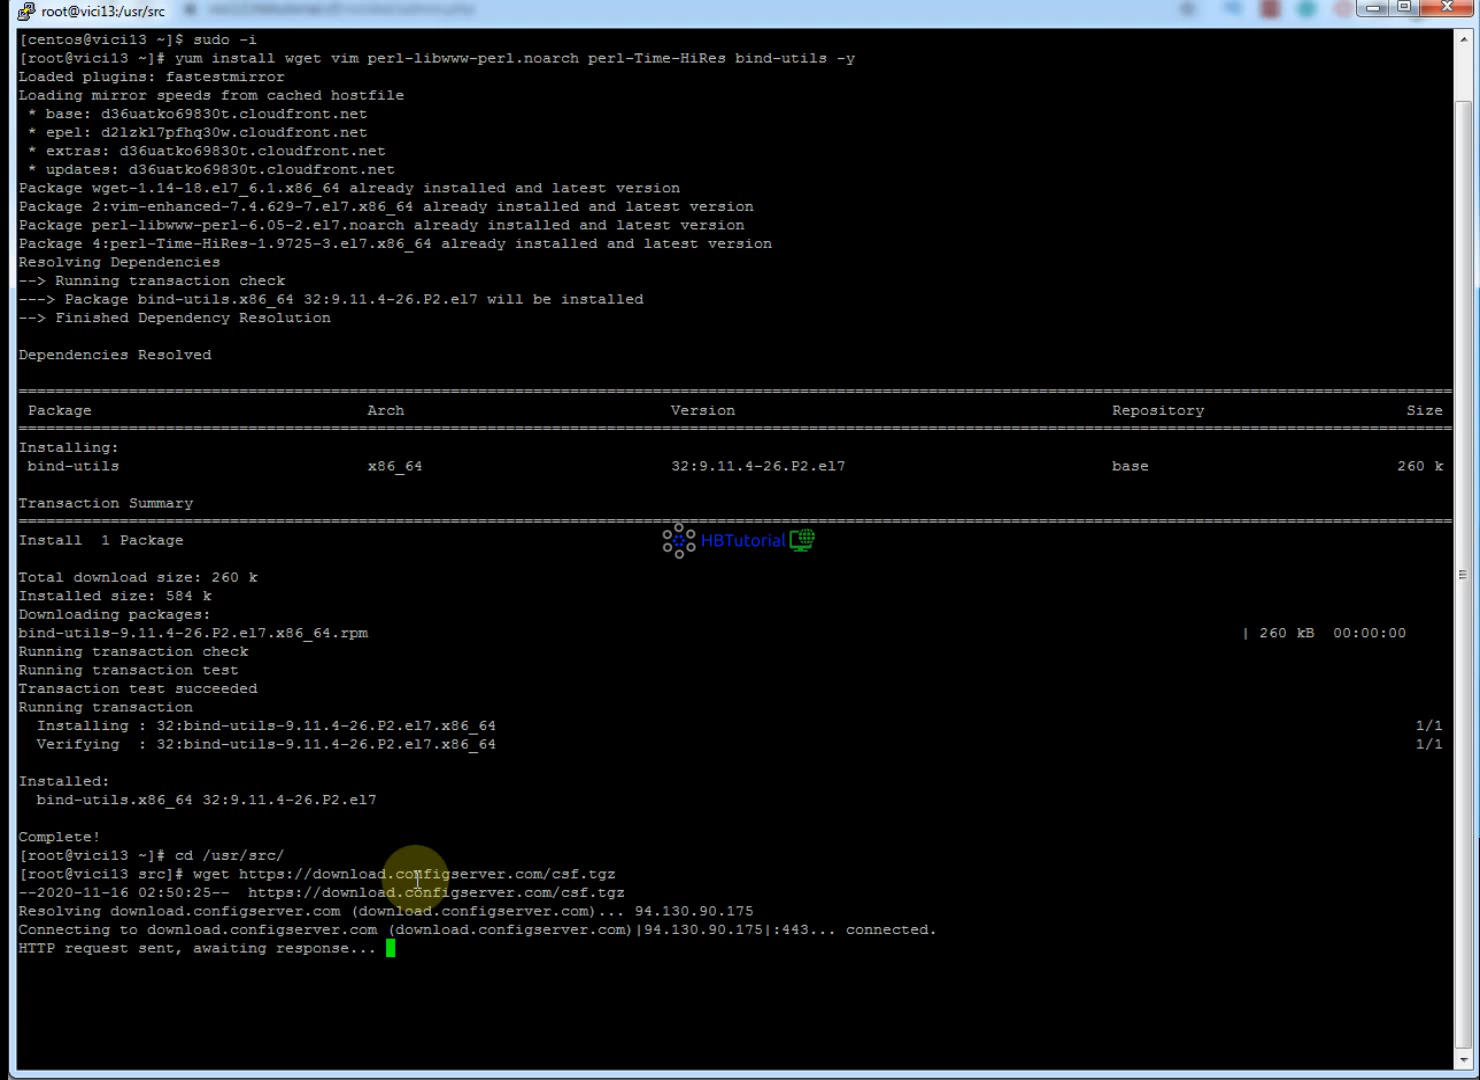 root@vici13:/usr/src
[centos@vici13 ~]$ sudo -i
[root@vici13 ~]# yum install wget vim perl-libwww-perl.noarch perl-Time-HiRes bind-utils -y
Loaded plugins: fastestmirror
Loading mirror speeds from cached hostfile
 * base: d36uatko69830t.cloudfront.net
 * epel: d2lzkl7pfhq30w.cloudfront.net
 * extras: d36uatko69830t.cloudfront.net
 * updates: d36uatko69830t.cloudfront.net
Package wget-1.14-18.el7_6.1.x86_64 already installed and latest version
Package 2:vim-enhanced-7.4.629-7.el7.x86_64 already installed and latest version
Package perl-libwww-perl-6.05-2.el7.noarch already installed and latest version
Package 4:perl-Time-HiRes-1.9725-3.el7.x86_64 already installed and latest version
Resolving Dependencies
--> Running transaction check
---> Package bind-utils.x86_64 32:9.11.4-26.P2.el7 will be installed
--> Finished Dependency Resolution
Dependencies Resolved
Package Arch Version Repository Size
Installing:
bind-utils x86_64 32:9.11.4-26.P2.el7 base 260 k
Transaction Summary
Install  1 Package
HBTutorial
Total download size: 260 k
Installed size: 584 k
Downloading packages:
bind-utils-9.11.4-26.P2.el7.x86_64.rpm | 260 kB  00:00:00
Running transaction check
Running transaction test
Transaction test succeeded
Running transaction
  Installing : 32:bind-utils-9.11.4-26.P2.el7.x86_64 1/1
  Verifying  : 32:bind-utils-9.11.4-26.P2.el7.x86_64 1/1
Installed:
  bind-utils.x86_64 32:9.11.4-26.P2.el7
Complete!
[root@vici13 ~]# cd /usr/src/
[root@vici13 src]# wget https://download.configserver.com/csf.tgz
--2020-11-16 02:50:25--  https://download.configserver.com/csf.tgz
Resolving download.configserver.com (download.configserver.com)... 94.130.90.175
Connecting to download.configserver.com (download.configserver.com)|94.130.90.175|:443... connected.
HTTP request sent, awaiting response...